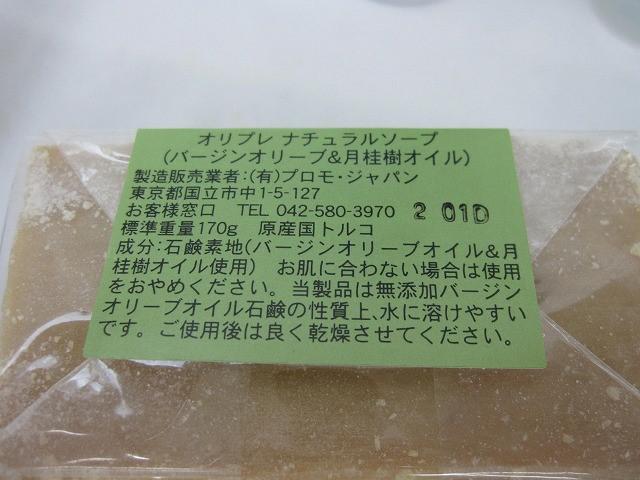 オリブレ ナチュラルソープ
(バージンオリーブ&月桂樹オイル)
製造販売業者:(有)プロモ・ジャパン
東京都国立市中1-5-127
お客様窓口 TEL 042-580-3970 2 01D
標準重量170g 原産国トルコ
成分:石鹸素地(バージンオリーブオイル&月
桂樹オイル使用) お肌に合わない場合は使用
をおやめください。当製品は無添加バージン
オリーブオイル石鹸の性質上、水に溶けやすい
です。ご使用後は良く乾燥させてください。